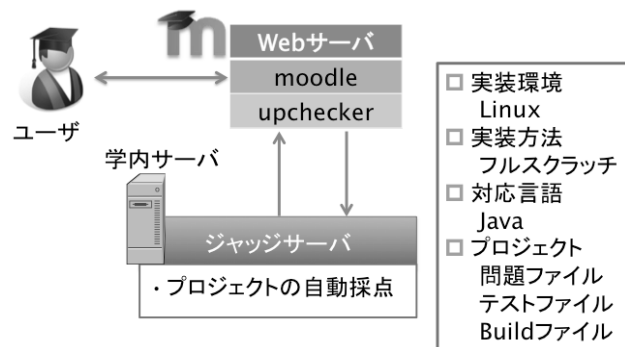 m
Webサーバ
moodle
upchecker
ユーザ
学内サーバ
ジャッジサーバ
・プロジェクトの自動採点
実装環境
Linux
実装方法
フルスクラッチ
対応言語
Java
プロジェクト
問題ファイル
テストファイル
Buildファイル